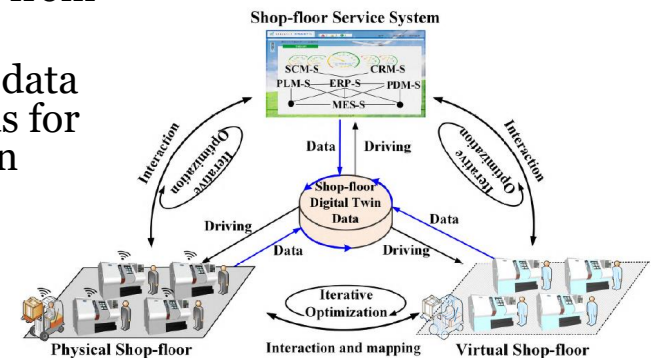 from
data
s for
n
Shop-floor Service System
SCM-S CRM-S
PLM-S ERP-S PDM-S
MES-S
Interaction
Iterative
Optimization
Interaction
Iterative
Optimization
Data Driving
Shop-floor
Digital Twin
Data
Driving
Data
Data
Driving
Iterative
Optimization
Physical Shop-floor
Interaction and mapping
Virtual Shop-floor